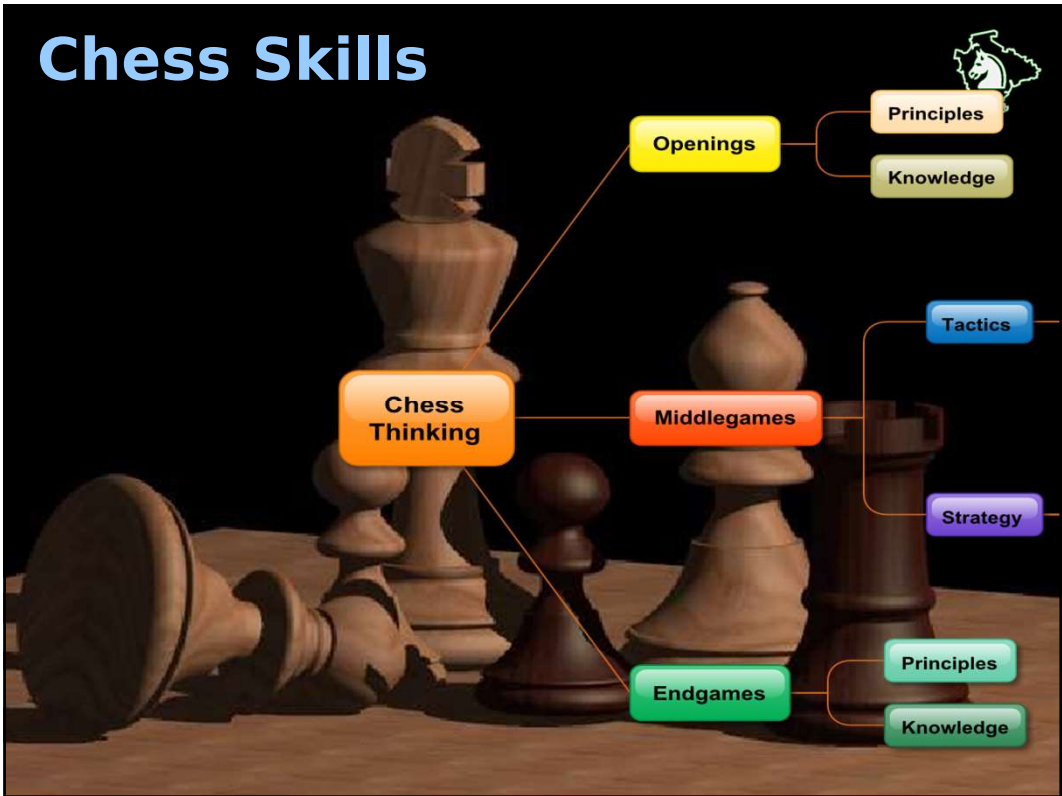 Chess Skills
Openings
Principles
Knowledge
Chess
Thinking
Middlegames
Tactics
Strategy
Endgames
Principles
Knowledge